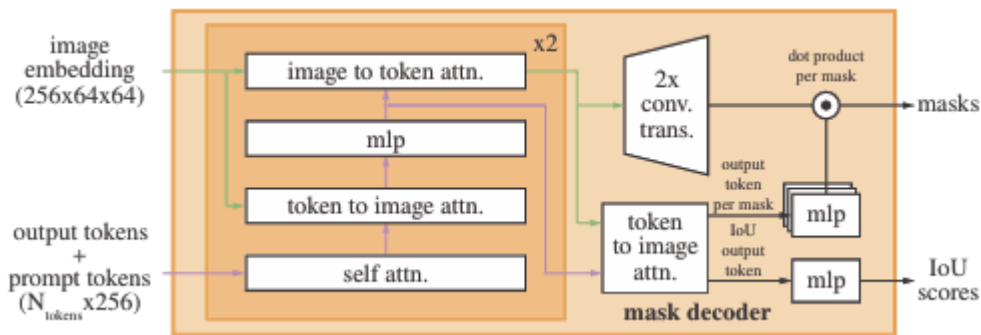 image
embedding
(256x64x64)
output tokens
+
prompt tokens
(N_tokens x256)
x2
image to token attn.
mlp
token to image attn.
self attn.
2x
conv.
trans.
dot product
per mask
masks
output
token
per mask
mlp
token
to image
attn.
IoU
output
token
mlp
IoU
scores
mask decoder